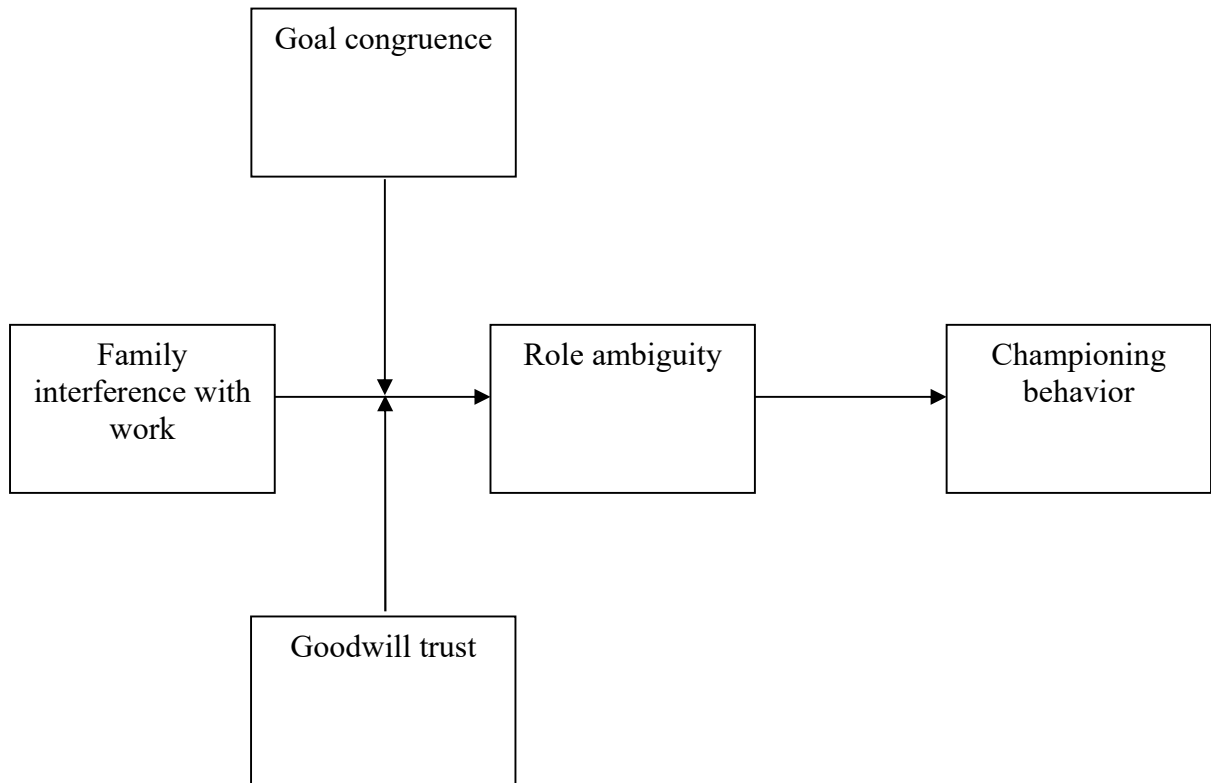 Goal congruence
Family
interference with
work
Role ambiguity
Championing
behavior
Goodwill trust